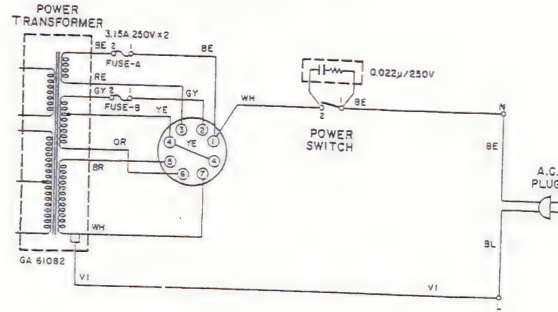 POWER
TRANSFORMER
3.15A 250V×2
BE 2 1
BE
FUSE-A
RE
GY 2 1
GY
FUSE-B
YE
3 2
4 YE 1
OR
5 4
BR
6 7
WH
GA 61082
VI
WH
0.022μ/250V
2 1
BE
POWER
SWITCH
N
BE
A.C.
PLUG
BL
VI
L